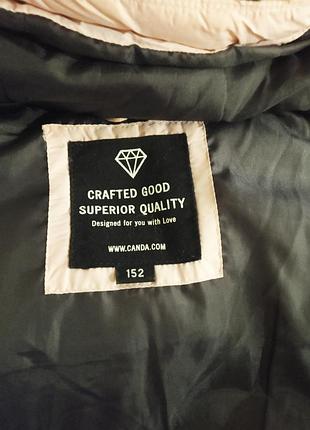 CRAFTED GOOD
SUPERIOR QUALITY
Designed for you with Love
WWW.CANDA.COM
152